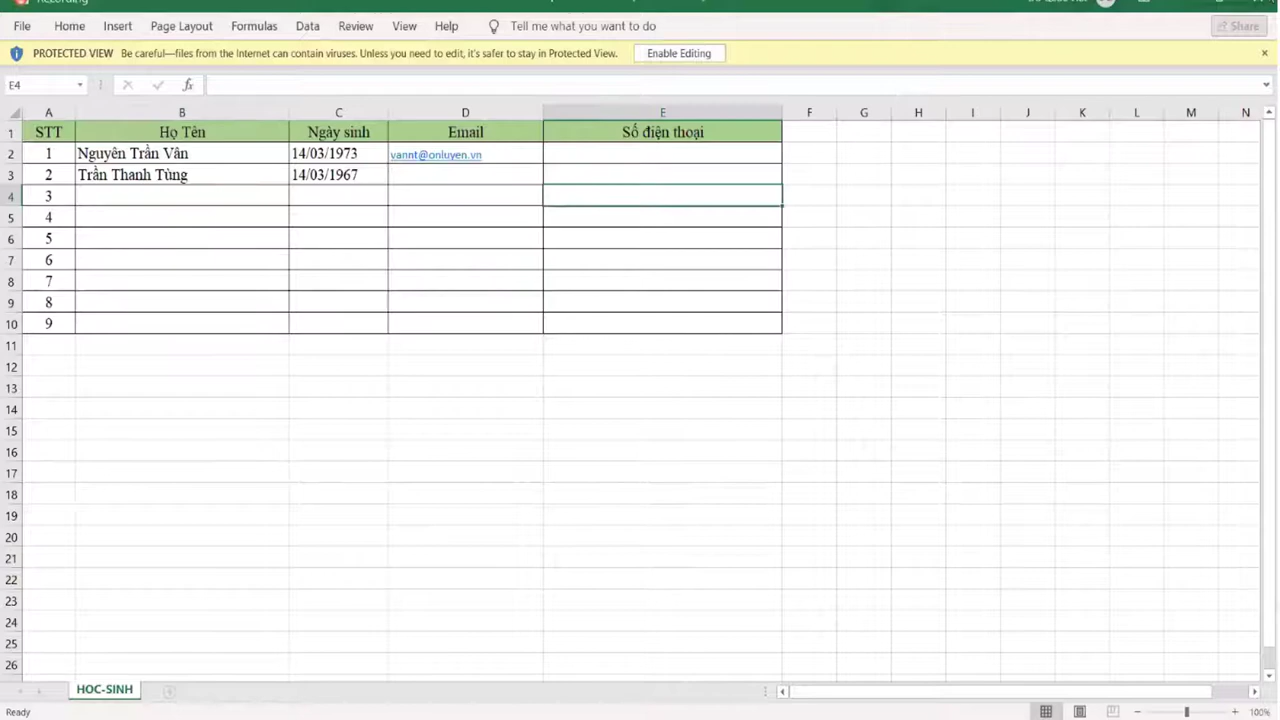 Recording
File Home Insert Page Layout Formulas Data Review View Help Tell me what you want to do Share
PROTECTED VIEW Be careful—files from the Internet can contain viruses. Unless you need to edit, it's safer to stay in Protected View. Enable Editing
E4 fx
A B C D E F G H I J K L M N
1 STT Họ Tên Ngày sinh Email Số điện thoại
2 1 Nguyên Trần Vân 14/03/1973 vannt@onluyen.vn
3 2 Trần Thanh Tùng 14/03/1967
4 3
5 4
6 5
7 6
8 7
9 8
10 9
11
12
13
14
15
16
17
18
19
20
21
22
23
24
25
26
HOC-SINH
Ready 100%